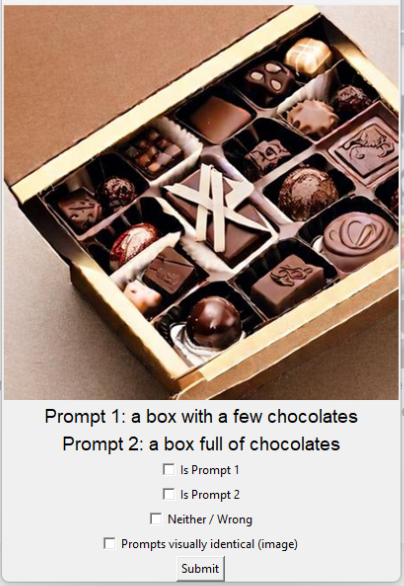 Prompt 1: a box with a few chocolates
Prompt 2: a box full of chocolates
Is Prompt 1
Is Prompt 2
Neither / Wrong
Prompts visually identical (image)
Submit